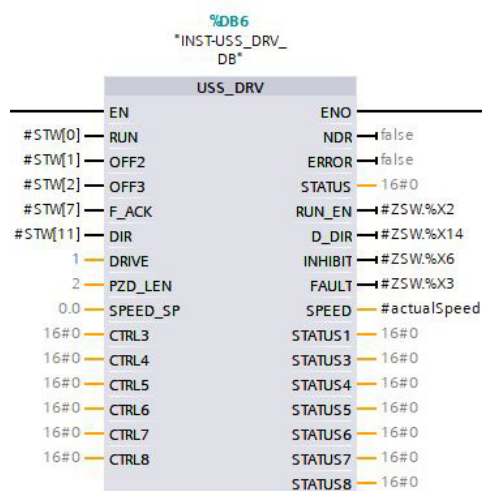 %DB6
"INST-USS_DRV_
DB"
USS_DRV
EN ENO
#STW[0] RUN NDR false
#STW[1] OFF2 ERROR false
#STW[2] OFF3 STATUS 16#0
#STW[7] F_ACK RUN_EN #ZSW.%X2
#STW[11] DIR D_DIR #ZSW.%X14
1 DRIVE INHIBIT #ZSW.%X6
2 PZD_LEN FAULT #ZSW.%X3
0.0 SPEED_SP SPEED #actualSpeed
16#0 CTRL3 STATUS1 16#0
16#0 CTRL4 STATUS3 16#0
16#0 CTRL5 STATUS4 16#0
16#0 CTRL6 STATUS5 16#0
16#0 CTRL7 STATUS6 16#0
16#0 CTRL8 STATUS7 16#0
STATUS8 16#0